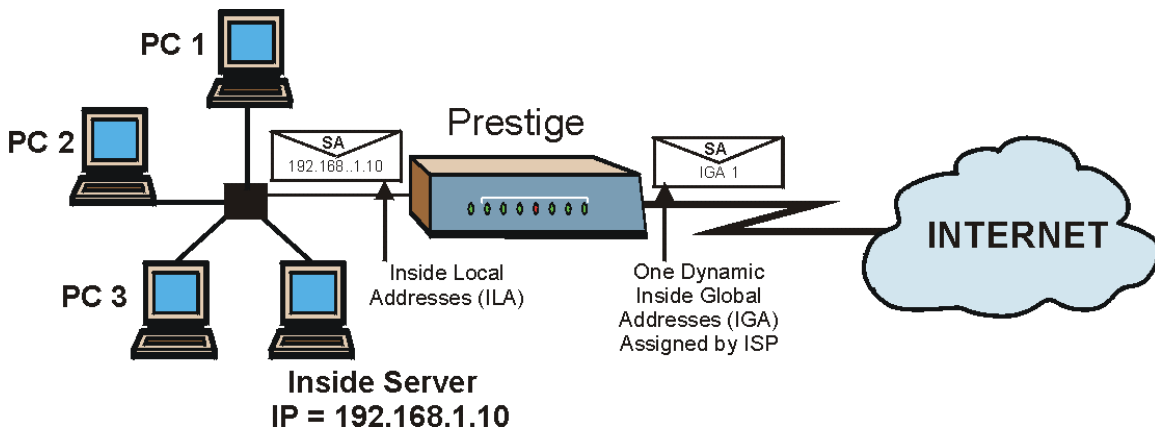 PC 1
PC 2
PC 3
SA
192.168..1.10
Prestige
SA
IGA 1
INTERNET
Inside Local
Addresses (ILA)
One Dynamic
Inside Global
Addresses (IGA)
Assigned by ISP
Inside Server
IP = 192.168.1.10